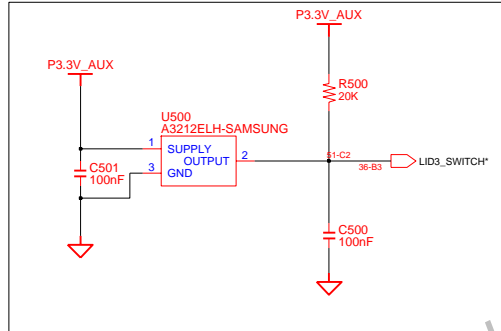 P3.3V_AUX
P3.3V_AUX
R500
20K
U500
A3212ELH-SAMSUNG
1 SUPPLY
OUTPUT 2
3 GND
C501
100nF
51-C2
36-B3
LID3_SWITCH*
C500
100nF